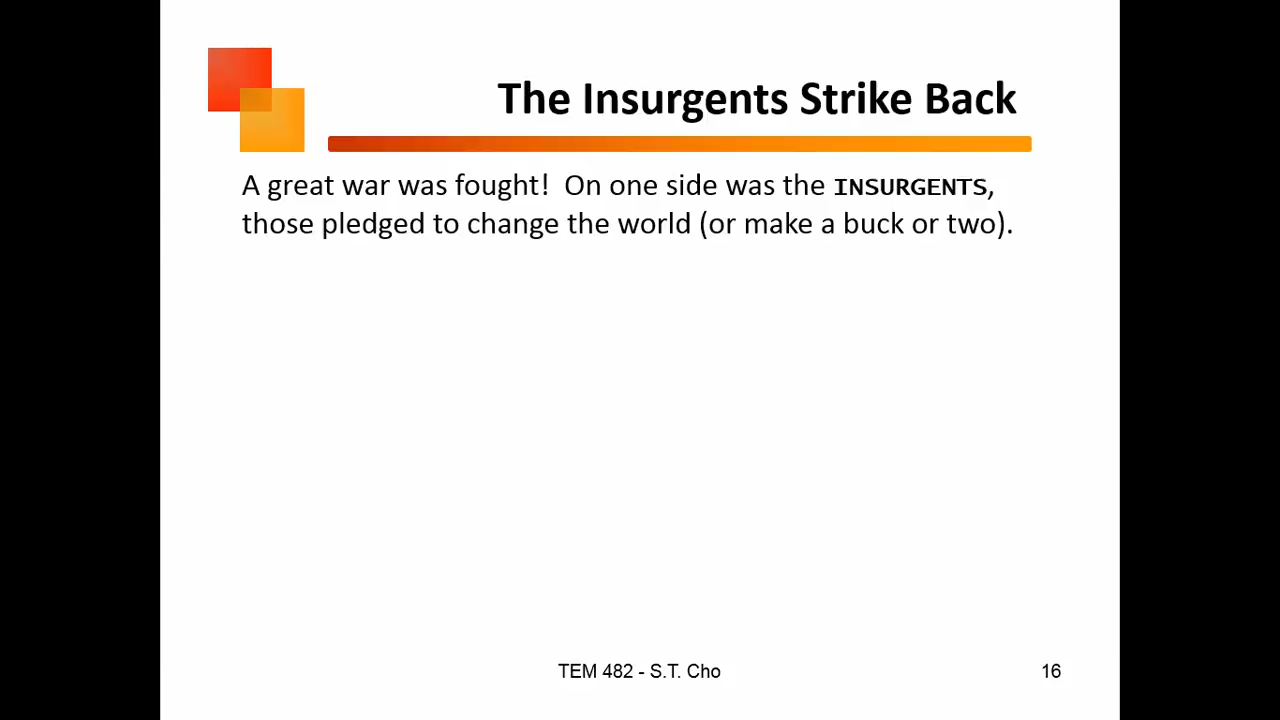 The Insurgents Strike Back
A great war was fought!  On one side was the INSURGENTS,
those pledged to change the world (or make a buck or two).
TEM 482 - S.T. Cho
16